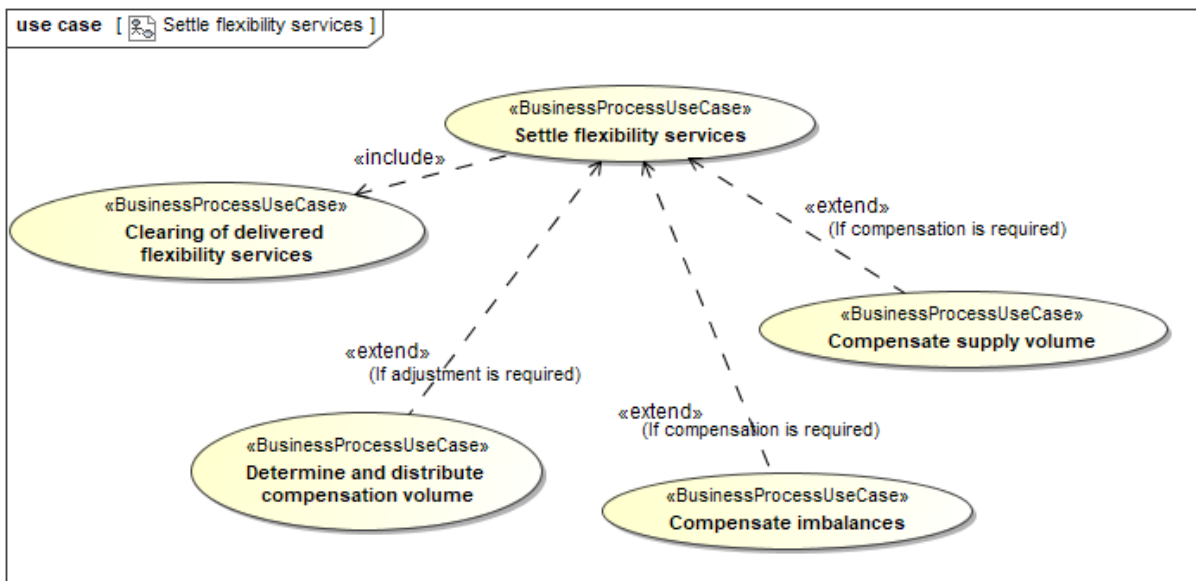 use case [ Settle flexibility services ]
«BusinessProcessUseCase»
Settle flexibility services
«include»
«BusinessProcessUseCase»
Clearing of delivered
flexibility services
«extend»
(If compensation is required)
«BusinessProcessUseCase»
Compensate supply volume
«extend»
(If adjustment is required)
«extend»
(If compensation is required)
«BusinessProcessUseCase»
Determine and distribute
compensation volume
«BusinessProcessUseCase»
Compensate imbalances